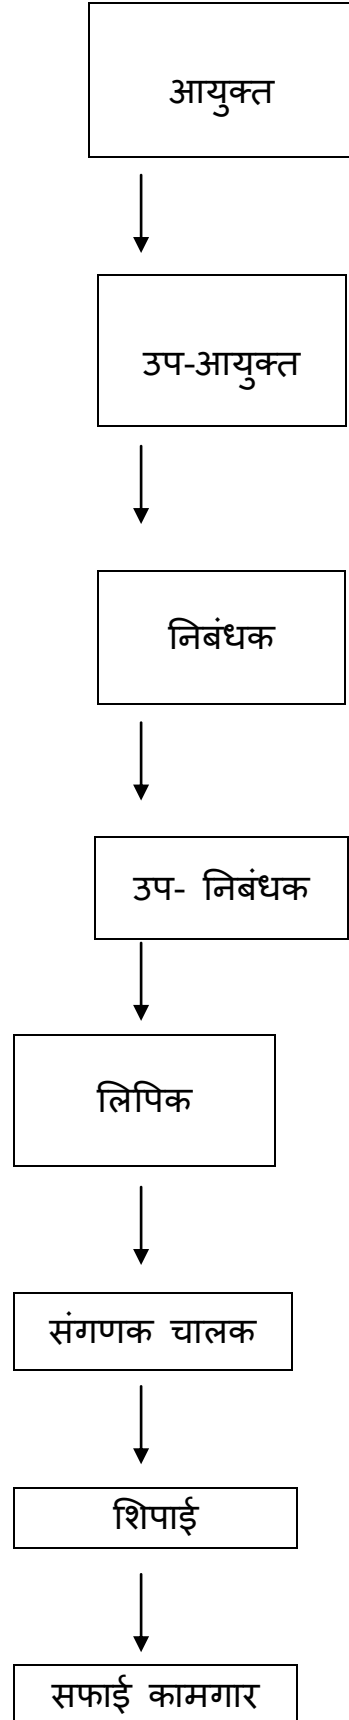 आयुक्त
उप-आयुक्त
निबंधक
उप- निबंधक
लिपिक
संगणक चालक
शिपाई
सफाई कामगार